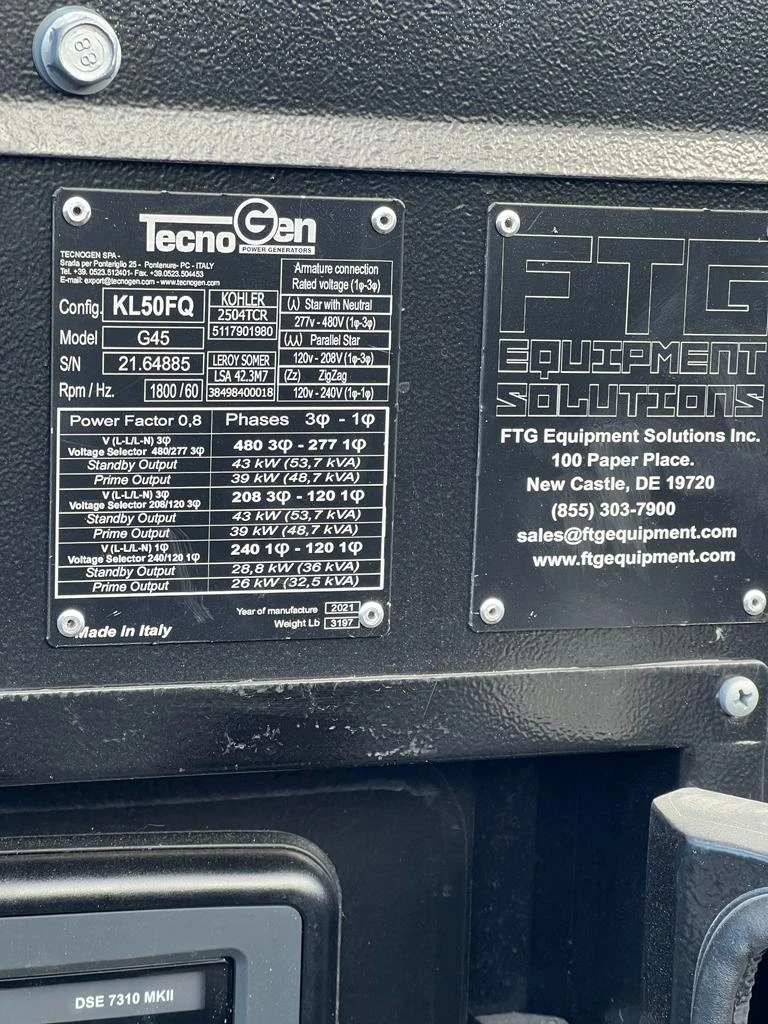 88
TecnoGen
POWER GENERATORS
TECNOGEN SPA -
Strada per Ponteriglio 25 - Pontenure- PC - ITALY
Tel. +39. 0523.512401- Fax. +39.0523.504453
E-mail: export@tecnogen.com - www.tecnogen.com
Config. KL50FQ
Model G45
S/N 21.64885
Rpm / Hz. 1800 / 60
KOHLER
2504TCR
5117901980
LEROY SOMER
LSA 42.3M7
38498400018
Armature connection
Rated voltage (1φ-3φ)
Star with Neutral
277v - 480V (1φ-3φ)
Parallel Star
120v - 208V (1φ-3φ)
(Zz) ZigZag
120v - 240V (1φ-1φ)
Power Factor 0,8 Phases 3φ - 1φ
V (L-L/L-N) 3φ
Voltage Selector 480/277 3φ 480 3φ - 277 1φ
Standby Output 43 kW (53,7 kVA)
Prime Output 39 kW (48,7 kVA)
V (L-L/L-N) 3φ
Voltage Selector 208/120 3φ 208 3φ - 120 1φ
Standby Output 43 kW (53,7 kVA)
Prime Output 39 kW (48,7 kVA)
V (L-L/L-N) 1φ
Voltage Selector 240/120 1φ 240 1φ - 120 1φ
Standby Output 28,8 kW (36 kVA)
Prime Output 26 kW (32,5 kVA)
Year of manufacture 2021
Weight Lb 3197
Made in Italy
FTG
EQUIPMENT
SOLUTIONS
FTG Equipment Solutions Inc.
100 Paper Place.
New Castle, DE 19720
(855) 303-7900
sales@ftgequipment.com
www.ftgequipment.com
DSE 7310 MKII